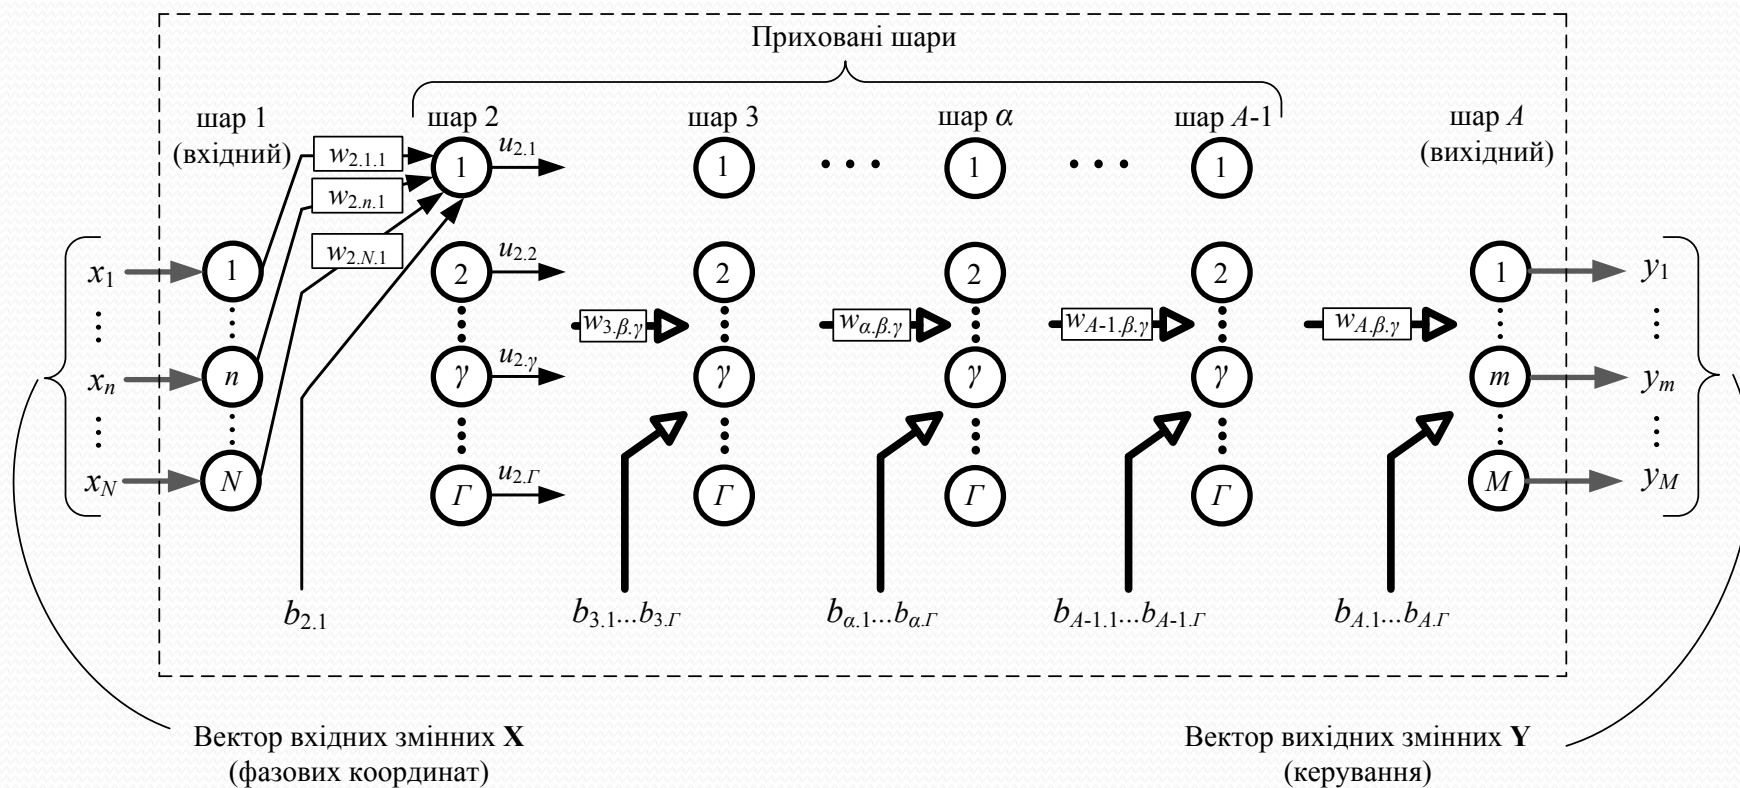 Приховані шари
шар 1
(вхідний)
шар 2
шар 3
шар α
шар A-1
шар A
(вихідний)
w2.1.1
w2.n.1
w2.N.1
1
u2.1
1
• • •
1
• • •
1
x1
1
2
u2.2
2
2
2
1
y1
w3.β.γ
wα.β.γ
wA-1.β.γ
wA.β.γ
xn
n
γ
u2.γ
γ
γ
γ
m
ym
xN
N
Γ
u2.Γ
Γ
Γ
Γ
M
yM
b2.1
b3.1...b3.Γ
bα.1...bα.Γ
bA-1.1...bA-1.Γ
bA.1...bA.Γ
Вектор вхідних змінних X
(фазових координат)
Вектор вихідних змінних Y
(керування)